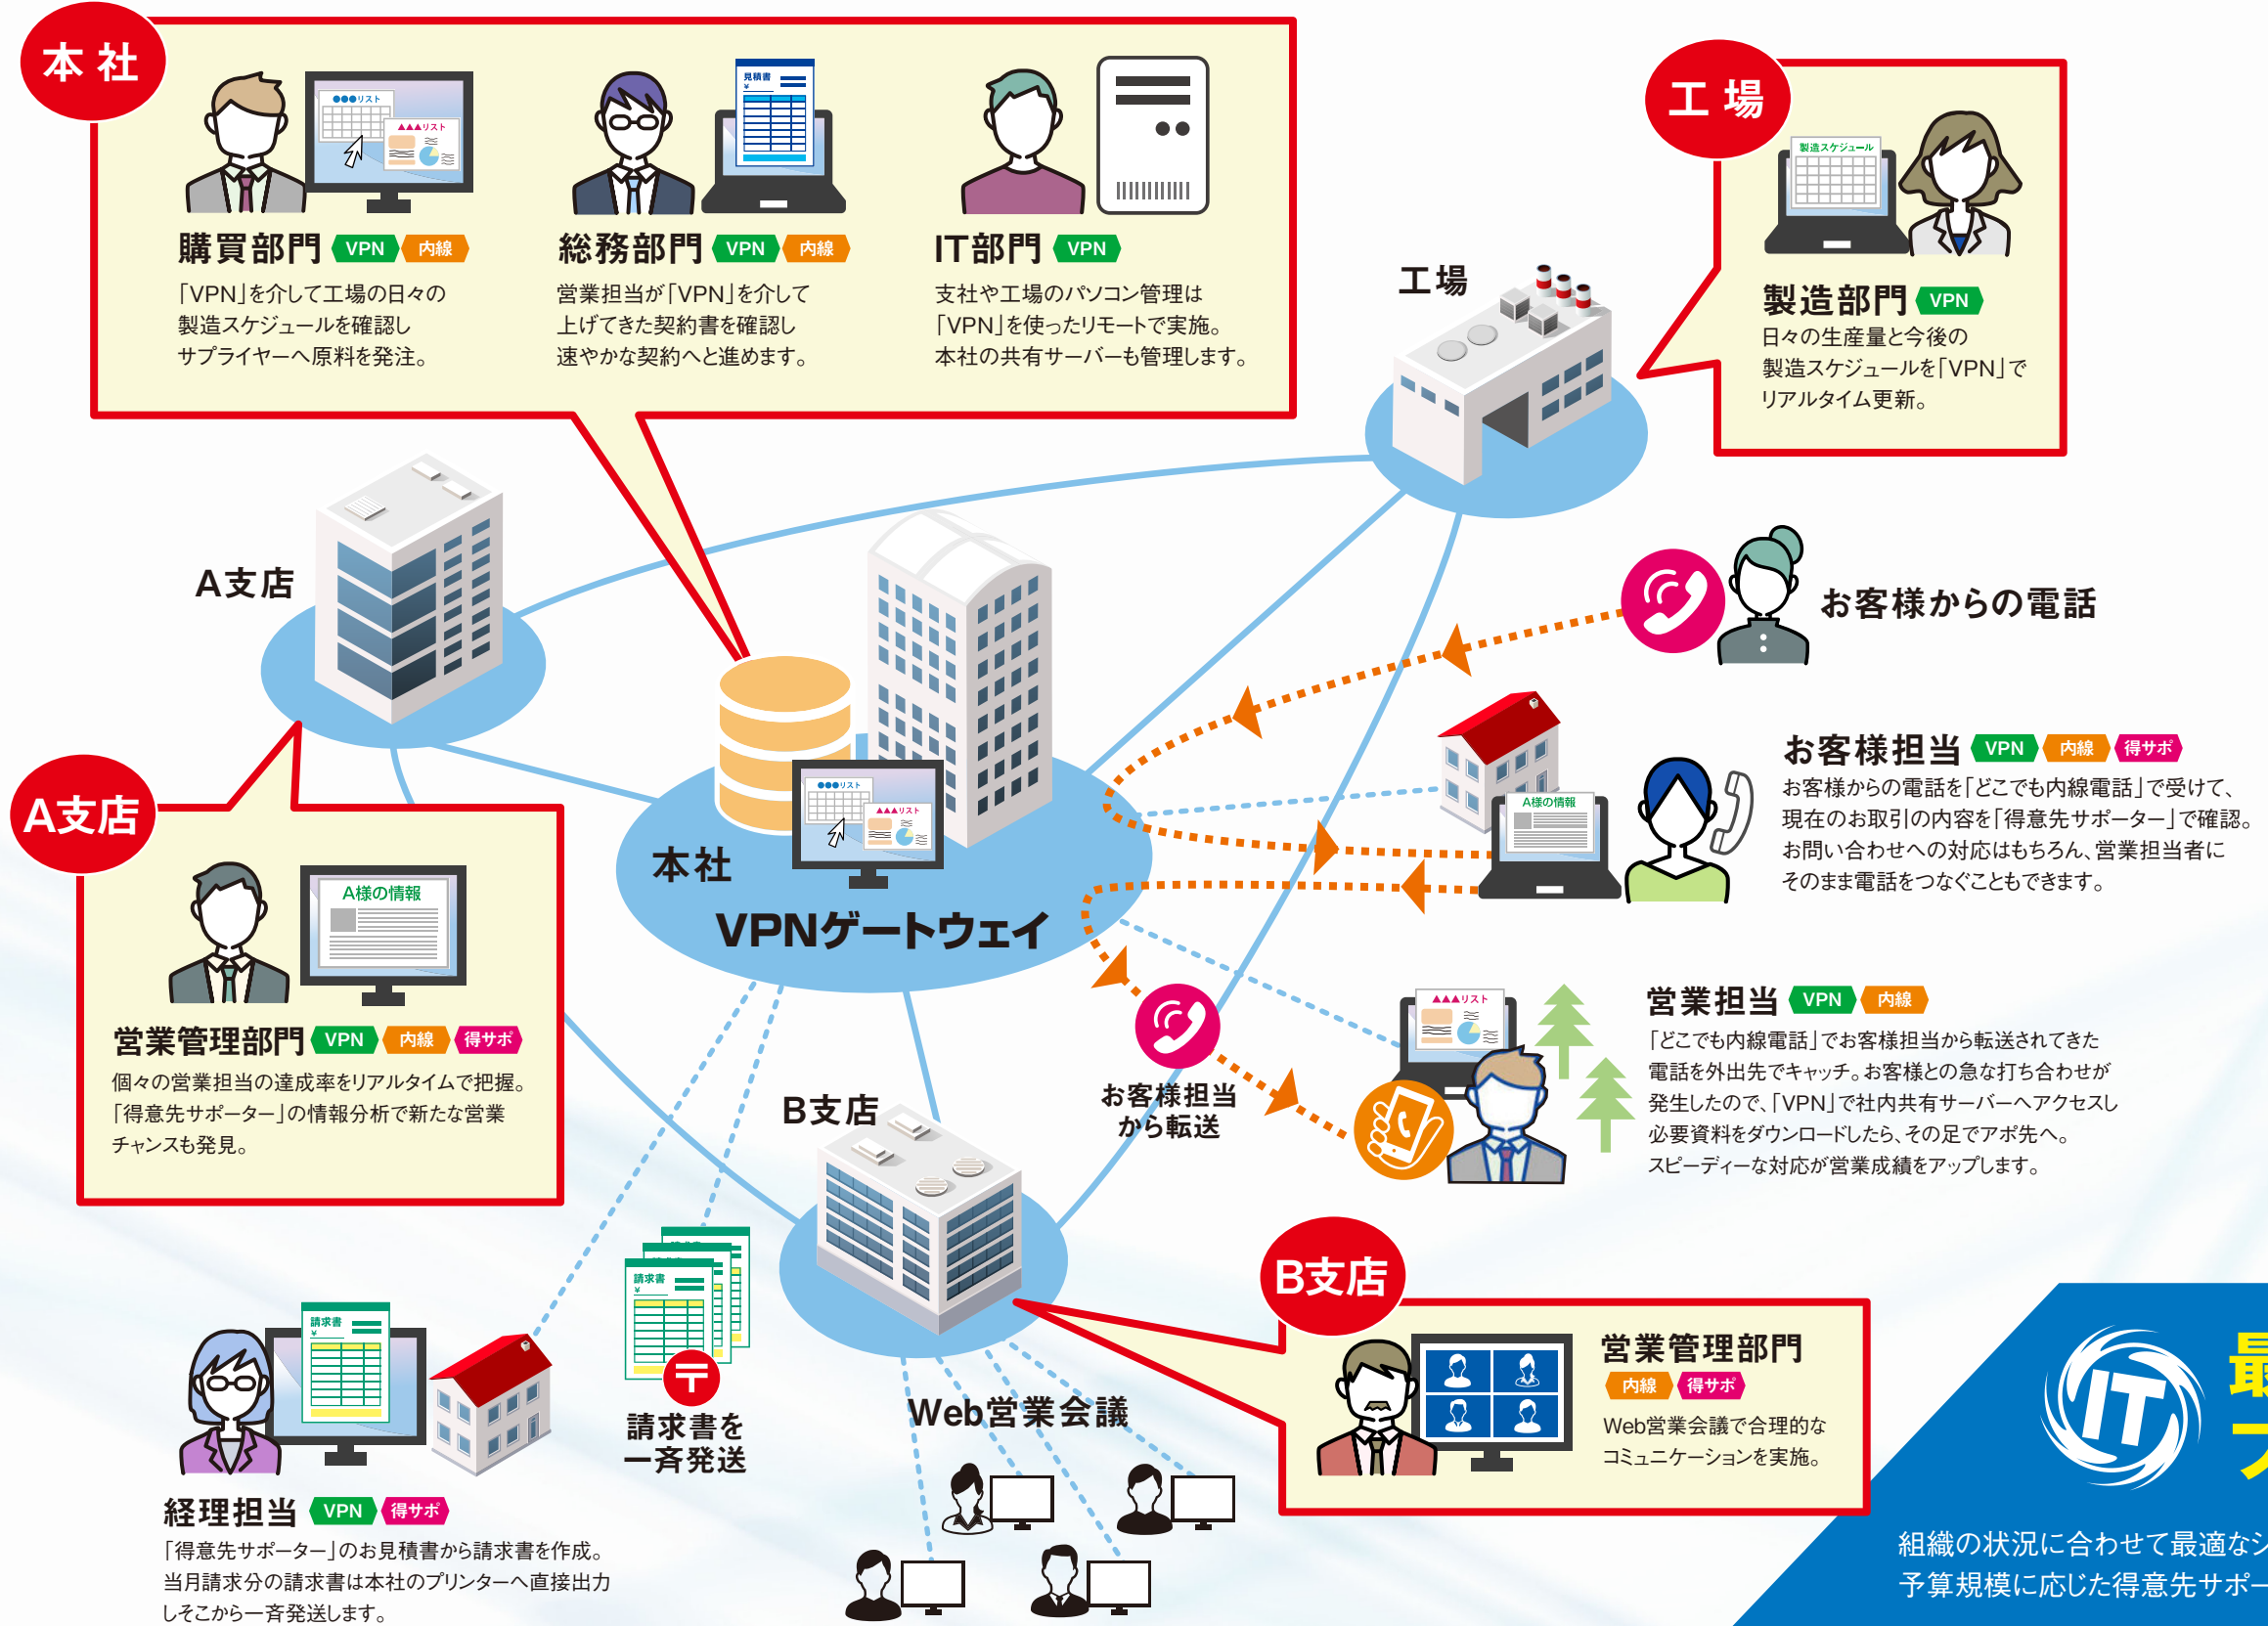 本社
●●●リスト
▲▲▲リスト
購買部門 VPN 内線
「VPN」を介して工場の日々の
製造スケジュールを確認し
サプライヤーへ原料を発注。
見積書
¥
総務部門 VPN 内線
営業担当が「VPN」を介して
上げてきた契約書を確認し
速やかな契約へと進めます。
IT部門 VPN
支社や工場のパソコン管理は
「VPN」を使ったリモートで実施。
本社の共有サーバーも管理します。
工場
製造スケジュール
製造部門 VPN
日々の生産量と今後の
製造スケジュールを「VPN」で
リアルタイム更新。
工場
A支店
お客様からの電話
●●●リスト
▲▲▲リスト
本社
VPNゲートウェイ
A様の情報
お客様担当 VPN 内線 得サポ
お客様からの電話を「どこでも内線電話」で受けて、
現在のお取引の内容を「得意先サポーター」で確認。
お問い合わせへの対応はもちろん、営業担当者に
そのまま電話をつなぐこともできます。
A支店
A様の情報
営業管理部門 VPN 内線 得サポ
個々の営業担当の達成率をリアルタイムで把握。
「得意先サポーター」の情報分析で新たな営業
チャンスも発見。
お客様担当
から転送
▲▲▲リスト
営業担当 VPN 内線
「どこでも内線電話」でお客様担当から転送されてきた
電話を外出先でキャッチ。お客様との急な打ち合わせが
発生したので、「VPN」で社内共有サーバーへアクセスし
必要資料をダウンロードしたら、その足でアポ先へ。
スピーディーな対応が営業成績をアップします。
B支店
B支店
営業管理部門
内線 得サポ
Web営業会議で合理的な
コミュニケーションを実施。
請求書
¥
〒
請求書を
一斉発送
Web営業会議
請求書
¥
経理担当 VPN 得サポ
「得意先サポーター」のお見積書から請求書を作成。
当月請求分の請求書は本社のプリンターへ直接出力
しそこから一斉発送します。
IT
最
組織の状況に合わせて最適なシ
予算規模に応じた得意先サポー